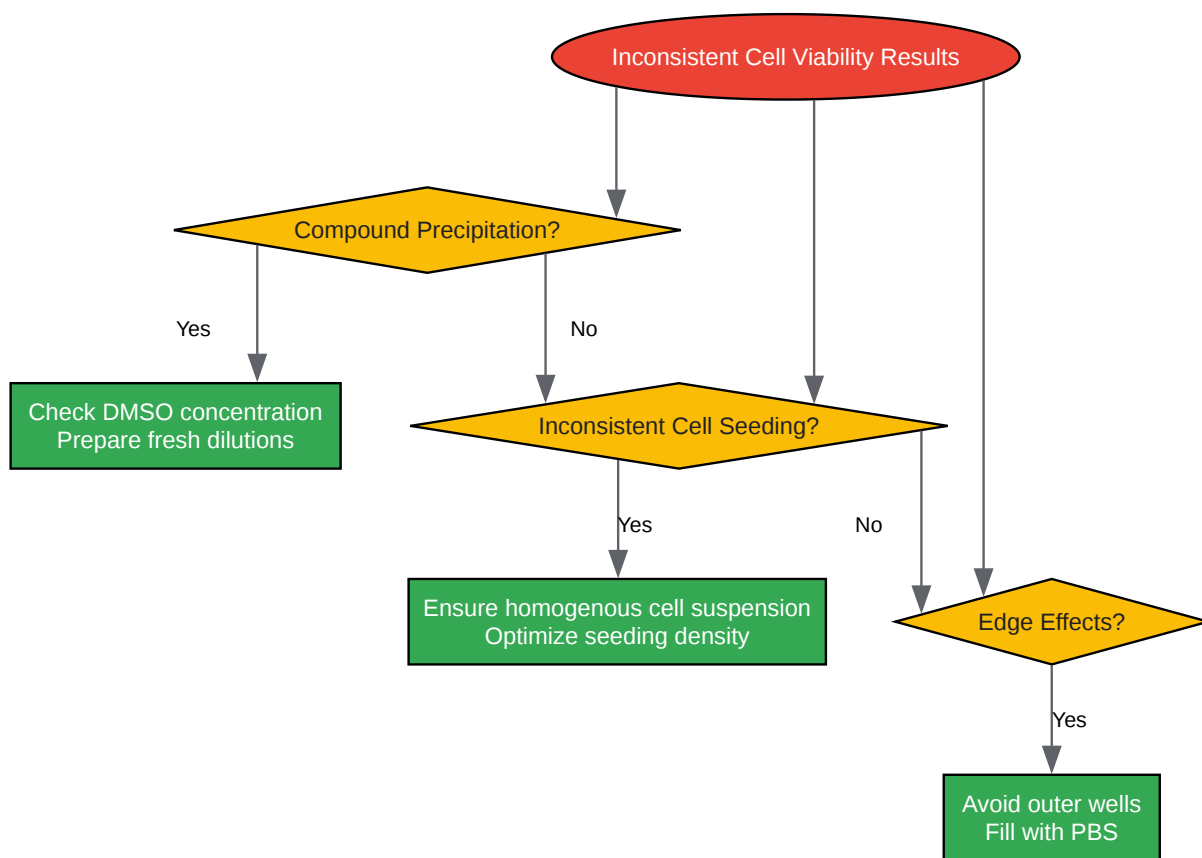 Inconsistent Cell Viability Results
Compound Precipitation?
Yes
No
Check DMSO concentration
Prepare fresh dilutions
Inconsistent Cell Seeding?
Yes
No
Ensure homogenous cell suspension
Optimize seeding density
Edge Effects?
Yes
Avoid outer wells
Fill with PBS